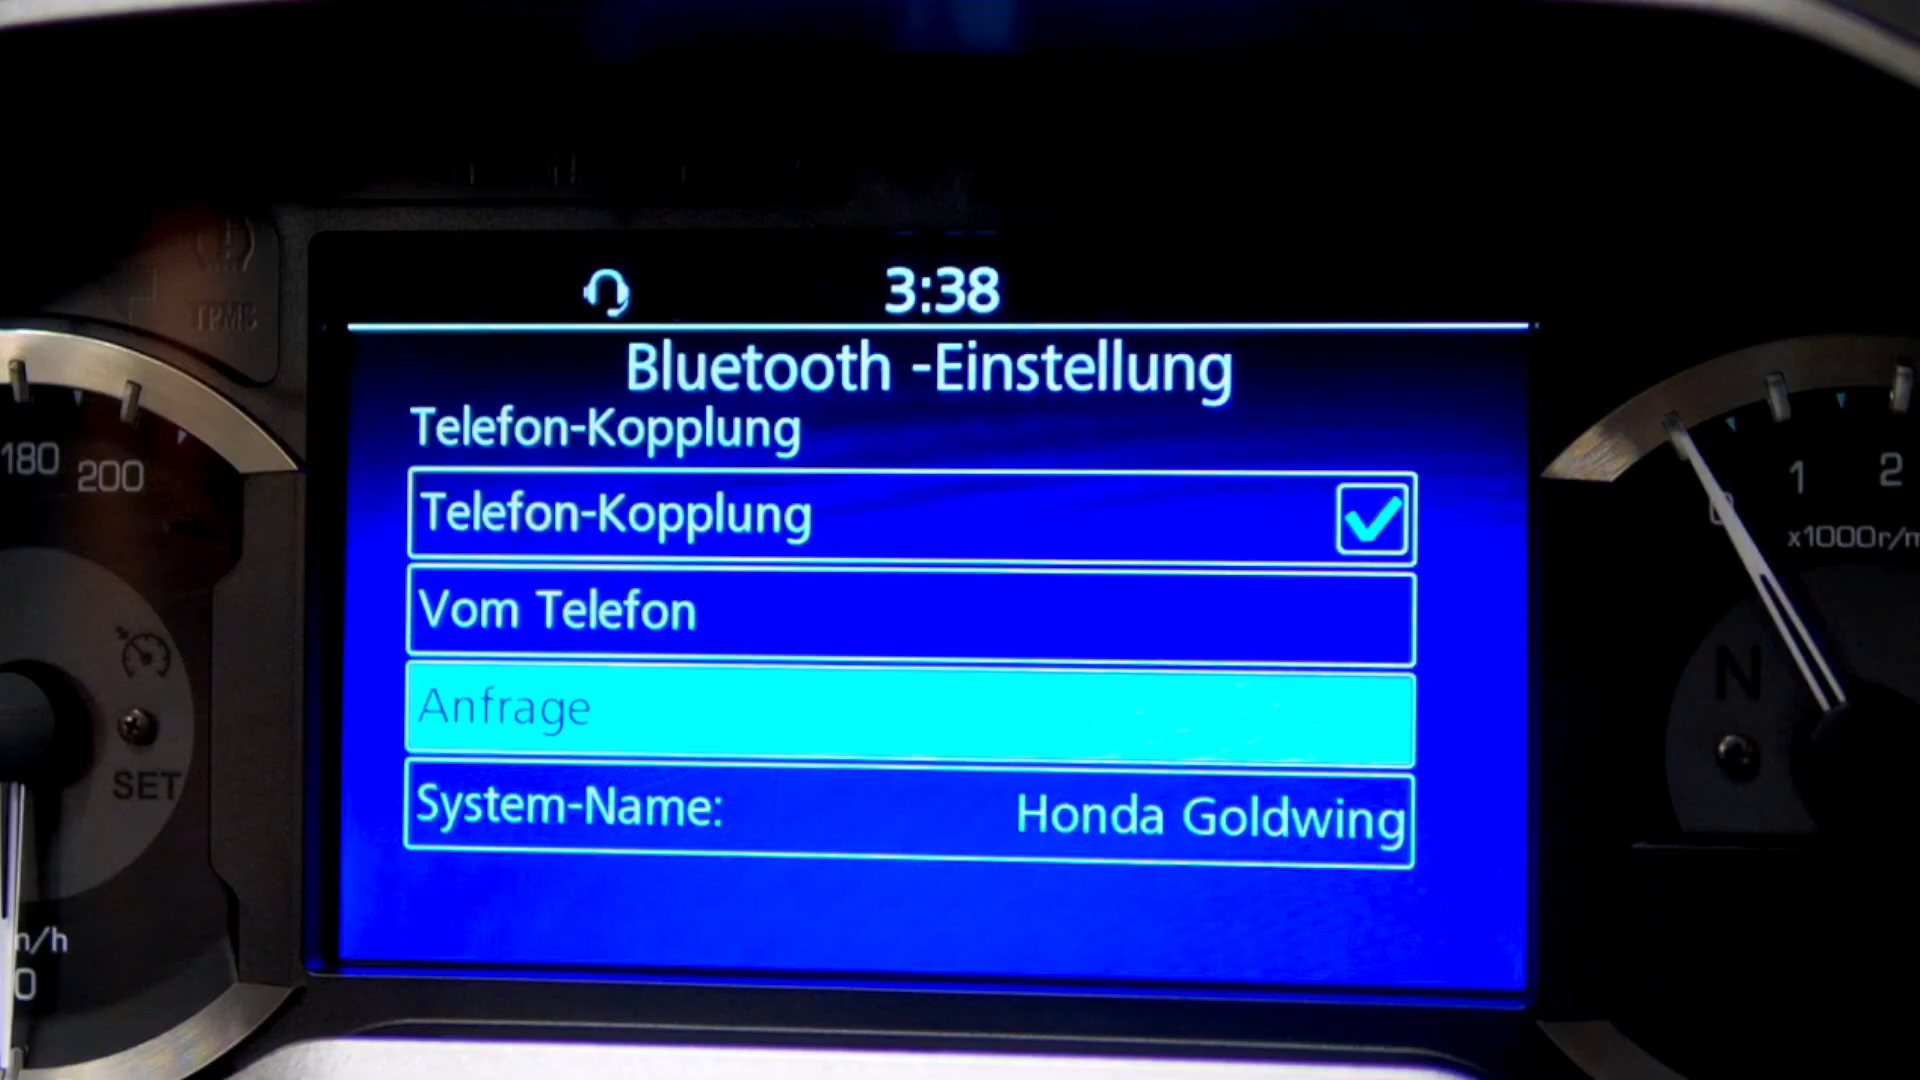 3:38
Bluetooth -Einstellung
Telefon-Kopplung
Telefon-Kopplung
Vom Telefon
Anfrage
System-Name: Honda Goldwing
TPMS
180
200
SET
0
1
2
x1000r/m
N